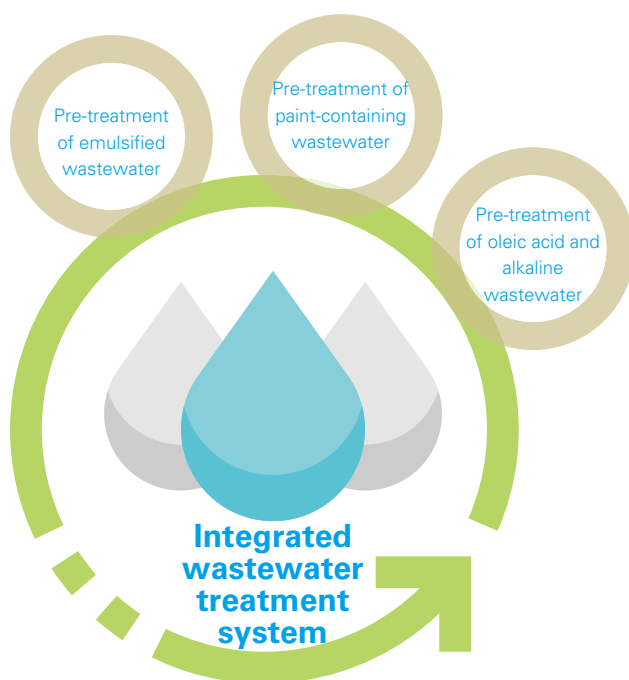 Pre-treatment
of emulsified
wastewater
Pre-treatment of
paint-containing
wastewater
Pre-treatment
of oleic acid and
alkaline
wastewater
Integrated
wastewater
treatment
system